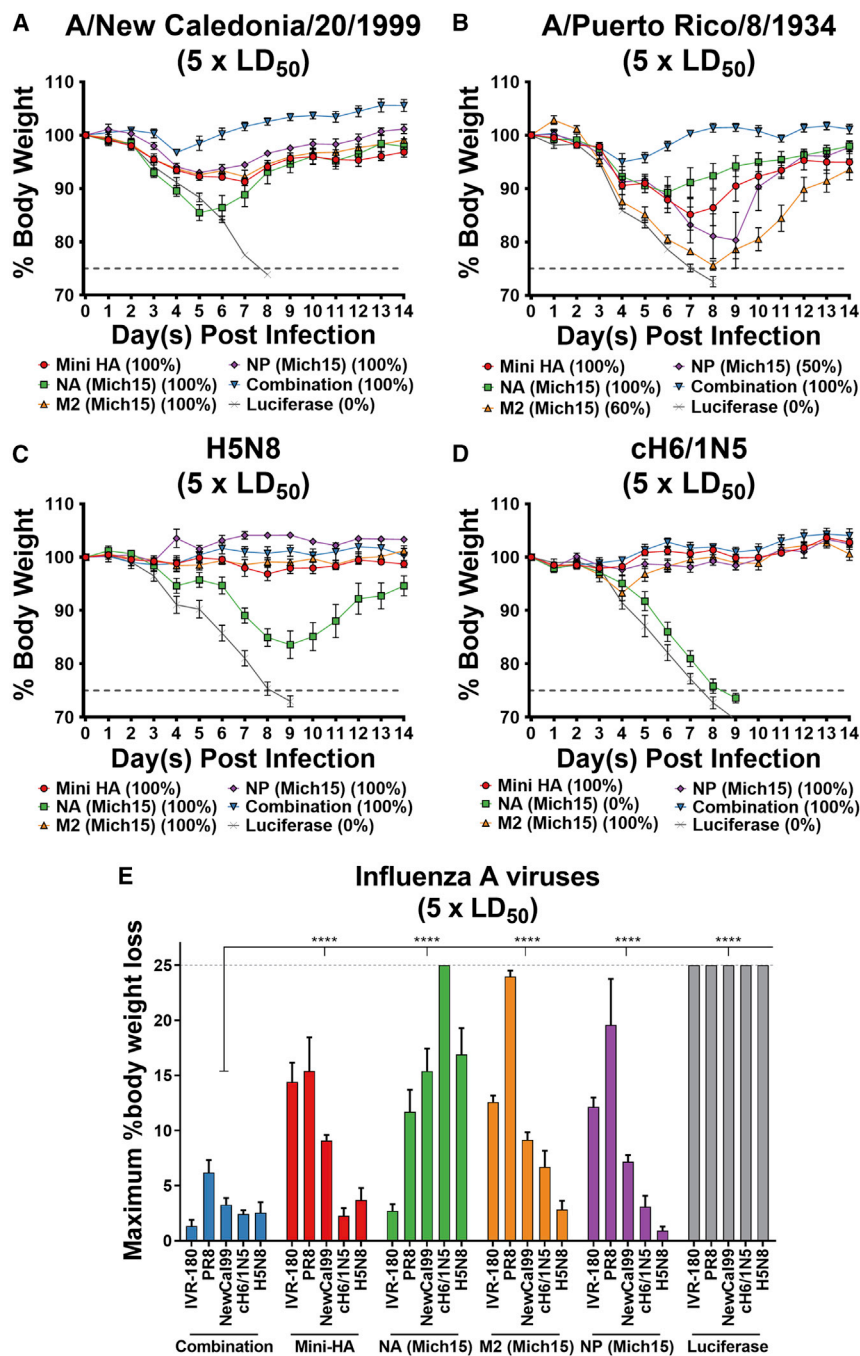 A
A/New Caledonia/20/1999
(5 x LD50)
% Body Weight
110
100
90
80
70
0 1 2 3 4 5 6 7 8 9 10 11 12 13 14
Day(s) Post Infection
Mini HA (100%)
NA (Mich15) (100%)
M2 (Mich15) (100%)
NP (Mich15) (100%)
Combination (100%)
Luciferase (0%)
B
A/Puerto Rico/8/1934
(5 x LD50)
% Body Weight
110
100
90
80
70
0 1 2 3 4 5 6 7 8 9 10 11 12 13 14
Day(s) Post Infection
Mini HA (100%)
NA (Mich15) (100%)
M2 (Mich15) (60%)
NP (Mich15) (50%)
Combination (100%)
Luciferase (0%)
C
H5N8
(5 x LD50)
% Body Weight
110
100
90
80
70
0 1 2 3 4 5 6 7 8 9 10 11 12 13 14
Day(s) Post Infection
Mini HA (100%)
NA (Mich15) (100%)
M2 (Mich15) (100%)
NP (Mich15) (100%)
Combination (100%)
Luciferase (0%)
D
cH6/1N5
(5 x LD50)
% Body Weight
110
100
90
80
70
0 1 2 3 4 5 6 7 8 9 10 11 12 13 14
Day(s) Post Infection
Mini HA (100%)
NA (Mich15) (0%)
M2 (Mich15) (100%)
NP (Mich15) (100%)
Combination (100%)
Luciferase (0%)
E
Influenza A viruses
(5 x LD50)
Maximum %body weight loss
25
20
15
10
5
0
**** **** **** **** ****
IVR-180 PR8 NewCal99 cH6/1N5 H5N8
IVR-180 PR8 NewCal99 cH6/1N5 H5N8
IVR-180 PR8 NewCal99 cH6/1N5 H5N8
IVR-180 PR8 NewCal99 cH6/1N5 H5N8
IVR-180 PR8 NewCal99 cH6/1N5 H5N8
IVR-180 PR8 NewCal99 cH6/1N5 H5N8
Combination Mini-HA NA (Mich15) M2 (Mich15) NP (Mich15) Luciferase